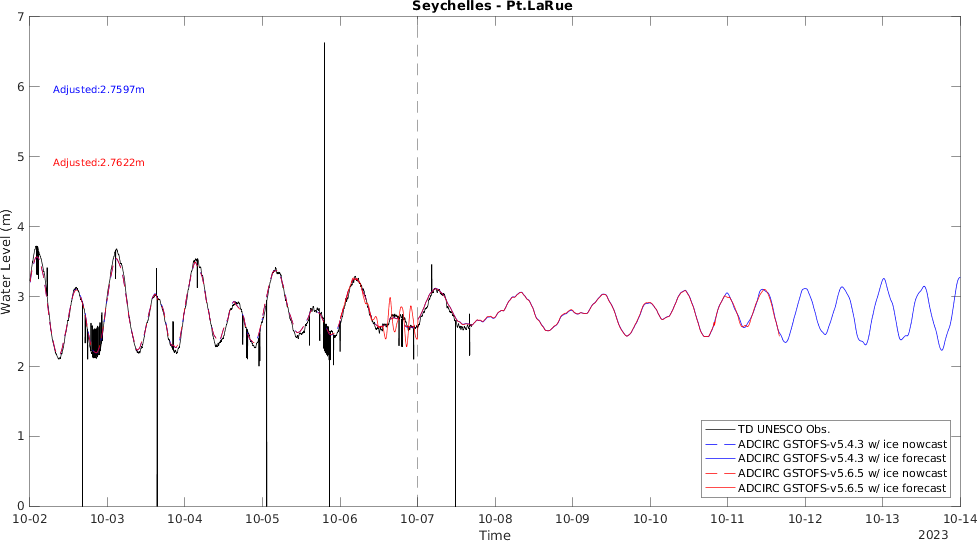 Seychelles - Pt.LaRue
Water Level (m)
7
6
5
4
3
2
1
0
Adjusted:2.7597m
Adjusted:2.7622m
TD UNESCO Obs.
ADCIRC GSTOFS-v5.4.3 w/ ice nowcast
ADCIRC GSTOFS-v5.4.3 w/ ice forecast
ADCIRC GSTOFS-v5.6.5 w/ ice nowcast
ADCIRC GSTOFS-v5.6.5 w/ ice forecast
10-02 10-03 10-04 10-05 10-06 10-07 10-08 10-09 10-10 10-11 10-12 10-13 10-14
Time
2023